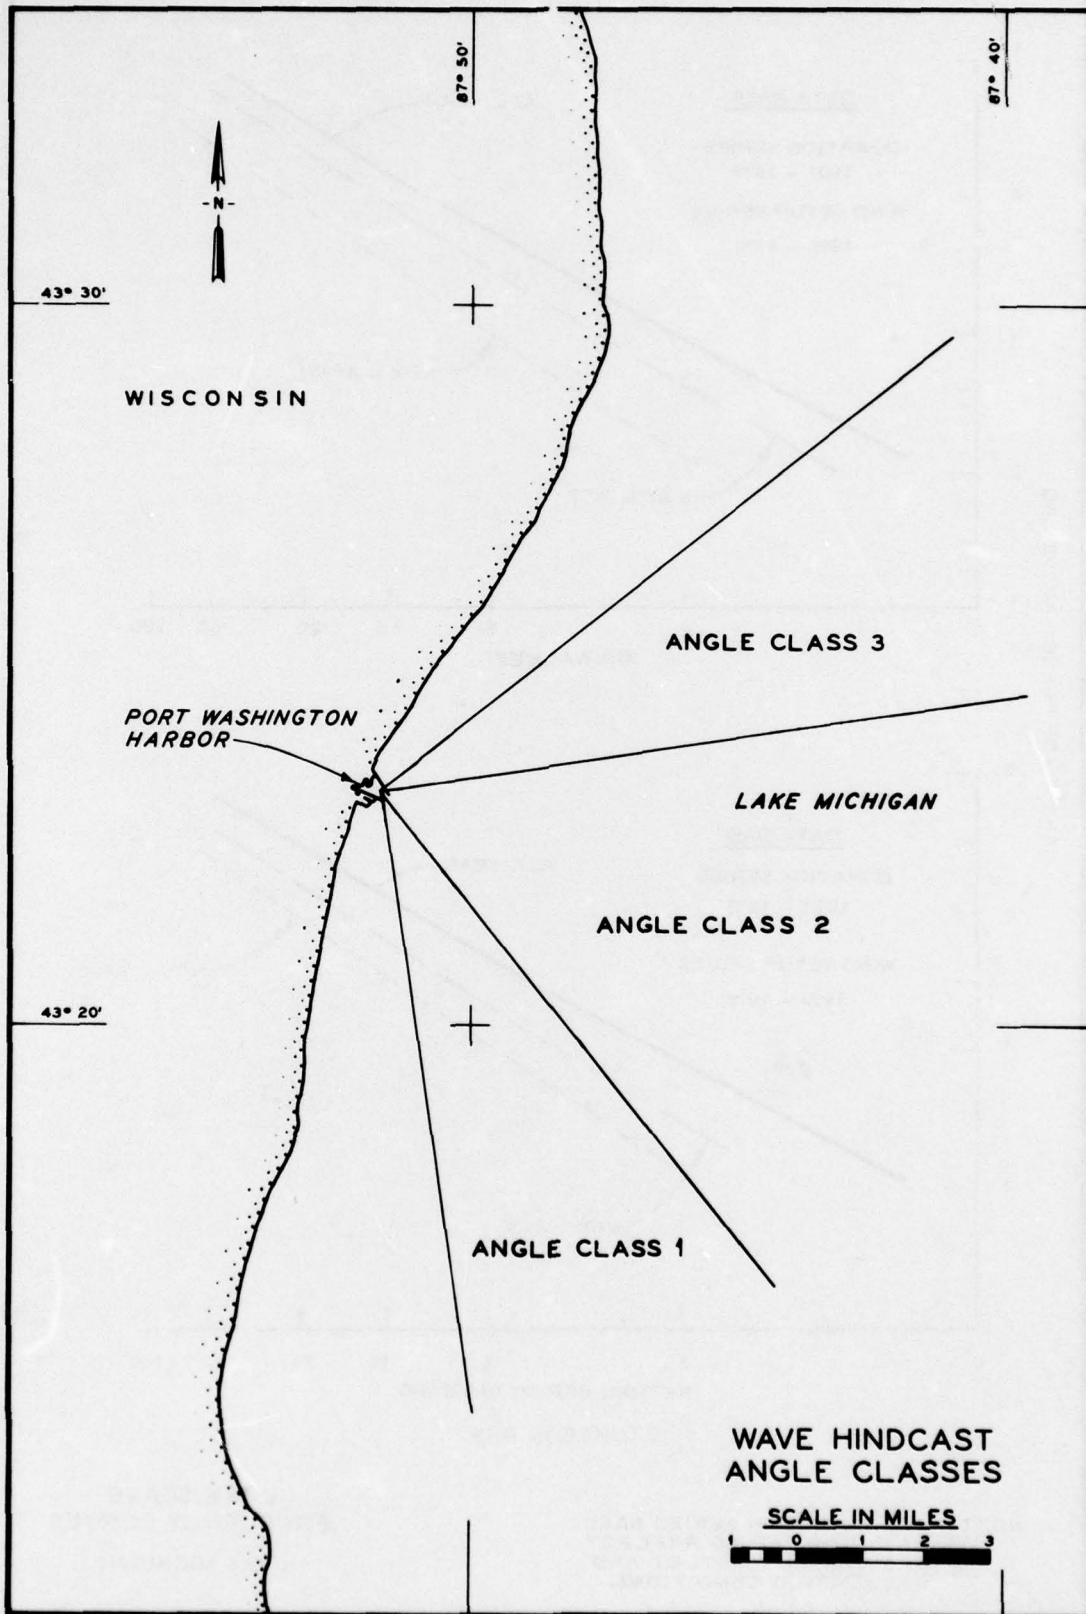 87° 50'
87° 40'
-N-
43° 30'
WISCONSIN
ANGLE CLASS 3
PORT WASHINGTON
HARBOR
LAKE MICHIGAN
ANGLE CLASS 2
43° 20'
ANGLE CLASS 1
WAVE HINDCAST
ANGLE CLASSES
SCALE IN MILES
1 0 1 2 3